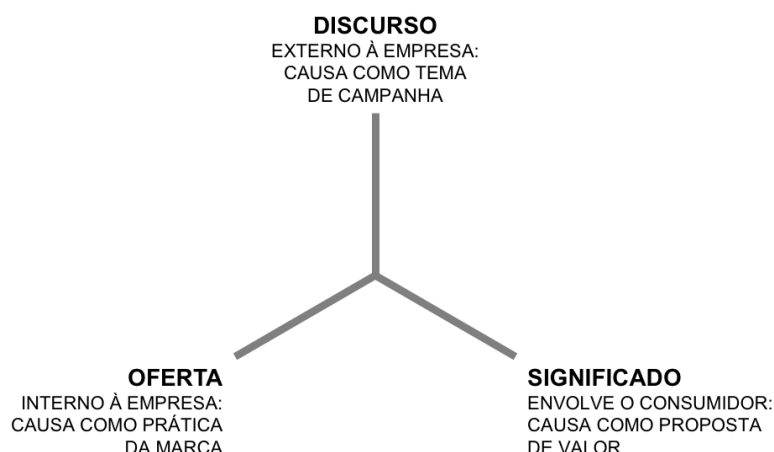 DISCURSO
EXTERNO À EMPRESA:
CAUSA COMO TEMA
DE CAMPANHA
OFERTA
INTERNO À EMPRESA:
CAUSA COMO PRÁTICA
DA MARCA
SIGNIFICADO
ENVOLVE O CONSUMIDOR:
CAUSA COMO PROPOSTA
DE VALOR